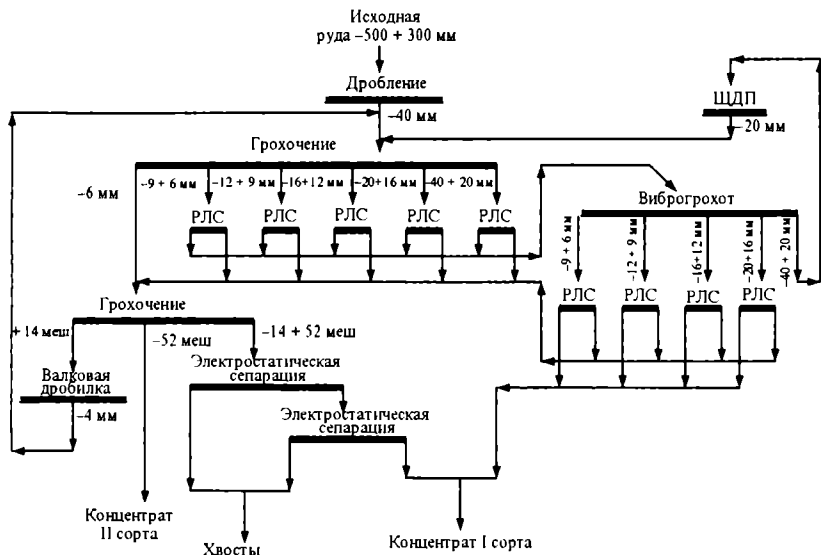 Исходная
руда –500 + 300 мм
Дробление
–40 мм
ЩДП
–20 мм
Грохочение
–6 мм
–9 + 6 мм
–12 + 9 мм
–16+12 мм
–20+16 мм
–40 + 20 мм
РЛС
РЛС
РЛС
РЛС
РЛС
Виброгрохот
–9 + 6 мм
–12 + 9 мм
–16+12 мм
–20+16 мм
–40 + 20 мм
РЛС
РЛС
РЛС
РЛС
Грохочение
+ 14 меш
–52 меш
–14 + 52 меш
Валковая
дробилка
–4 мм
Электростатическая
сепарация
Электростатическая
сепарация
Концентрат
II сорта
Хвосты
Концентрат I сорта